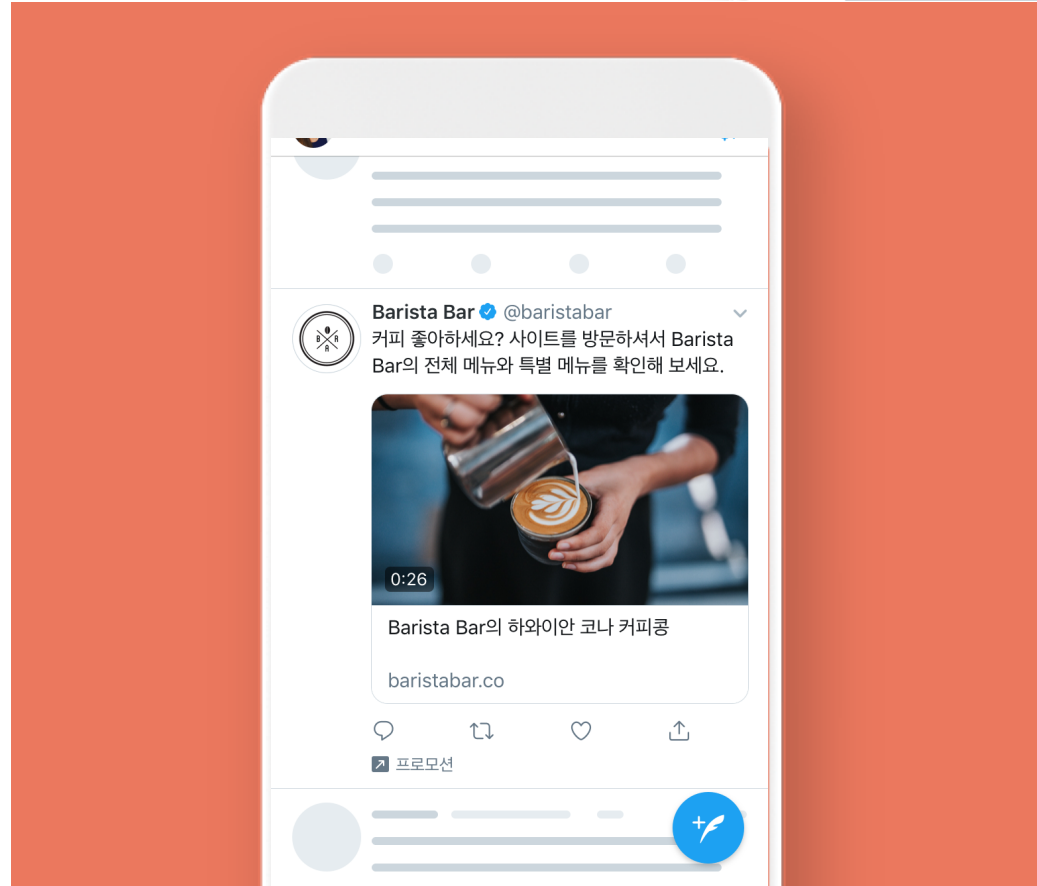 Barista Bar @baristabar
커피 좋아하세요? 사이트를 방문하셔서 Barista
Bar의 전체 메뉴와 특별 메뉴를 확인해 보세요.
B A R
0:26
Barista Bar의 하와이안 코나 커피콩
baristabar.co
프로모션